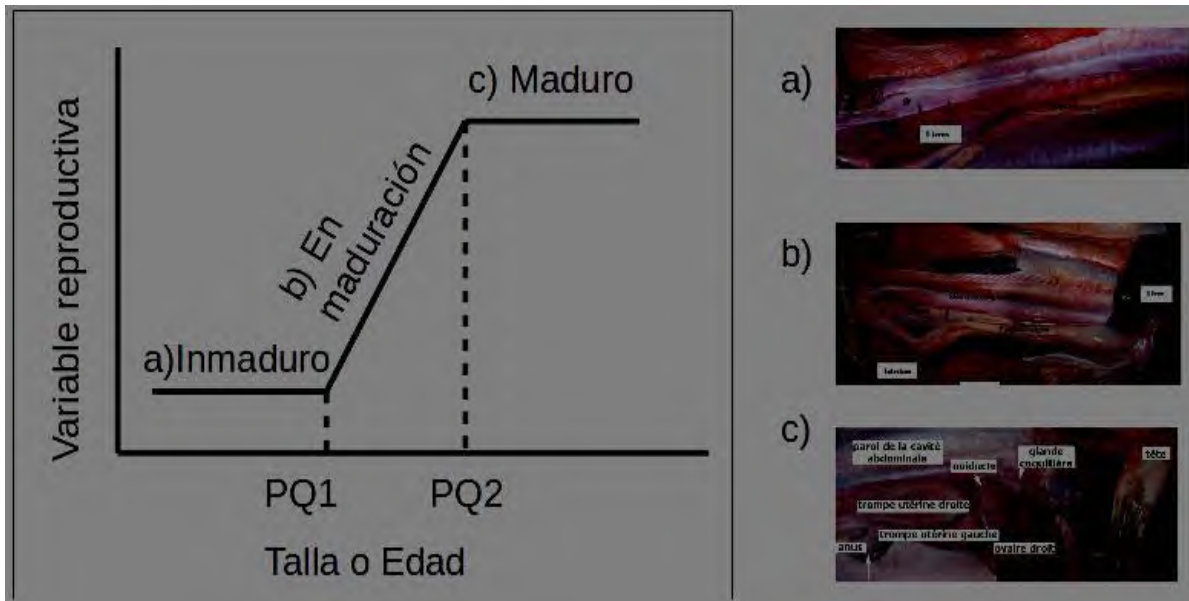 Variable reproductiva
a)Inmaduro
b) En
maduración
c) Maduro
PQ1
PQ2
Talla o Edad
a)
b)
c)
parol de la cavité
abdominale
oviducte
glande
coquillière
tête
trompe utérine droite
trompe utérine gauche
anus
ovaire droit